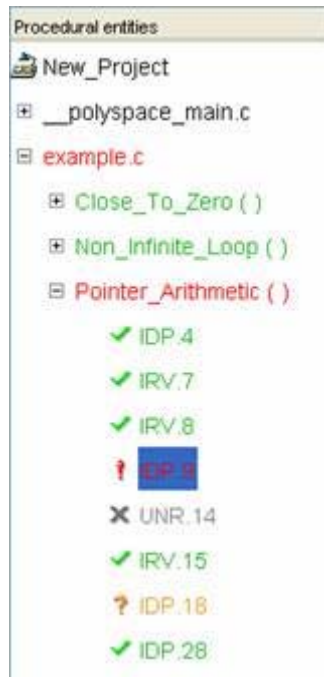 Procedural entities
New_Project
__polyspace_main.c
example.c
Close_To_Zero ( )
Non_Infinite_Loop ( )
Pointer_Arithmetic ( )
IDP.4
IRV.7
IRV.8
IDP.9
UNR.14
IRV.15
IDP.18
IDP.28